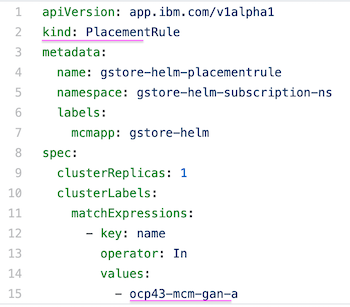 1 apiVersion: app.ibm.com/v1alpha1
2 kind: PlacementRule
3 metadata:
4   name: gstore-helm-placementrule
5   namespace: gstore-helm-subscription-ns
6   labels:
7     mcmapp: gstore-helm
8 spec:
9   clusterReplicas: 1
10   clusterLabels:
11     matchExpressions:
12       - key: name
13         operator: In
14         values:
15           - ocp43-mcm-gan-a